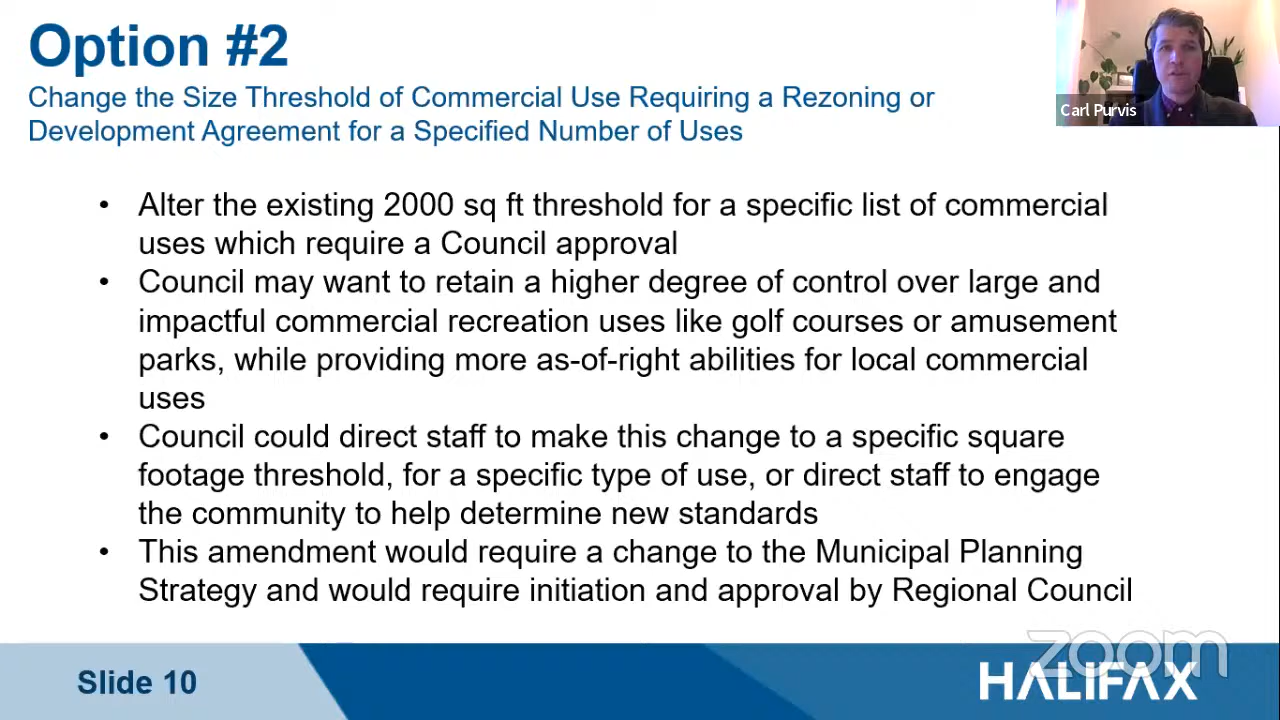 Option #2
Change the Size Threshold of Commercial Use Requiring a Rezoning or
Development Agreement for a Specified Number of Uses
Carl Purvis
• Alter the existing 2000 sq ft threshold for a specific list of commercial
uses which require a Council approval
• Council may want to retain a higher degree of control over large and
impactful commercial recreation uses like golf courses or amusement
parks, while providing more as-of-right abilities for local commercial
uses
• Council could direct staff to make this change to a specific square
footage threshold, for a specific type of use, or direct staff to engage
the community to help determine new standards
• This amendment would require a change to the Municipal Planning
Strategy and would require initiation and approval by Regional Council
zoom
Slide 10
HALIFAX